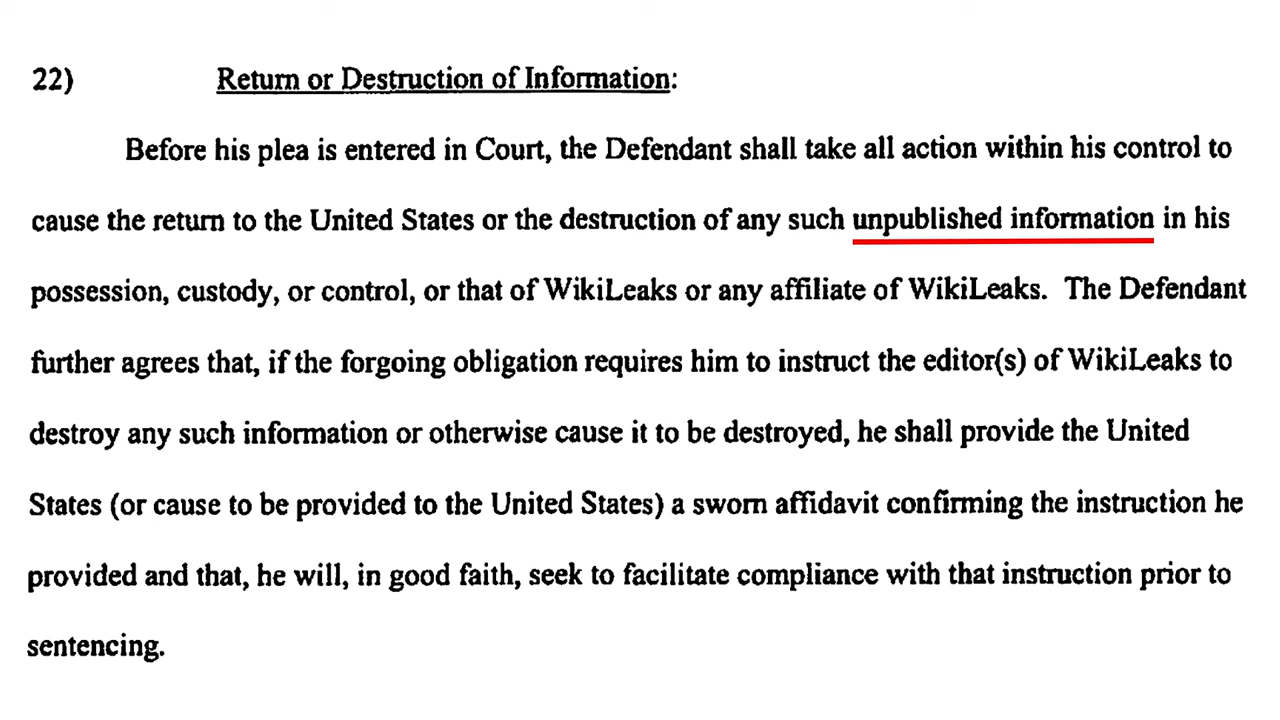 22) Return or Destruction of Information:
Before his plea is entered in Court, the Defendant shall take all action within his control to
cause the return to the United States or the destruction of any such unpublished information in his
possession, custody, or control, or that of WikiLeaks or any affiliate of WikiLeaks. The Defendant
further agrees that, if the forgoing obligation requires him to instruct the editor(s) of WikiLeaks to
destroy any such information or otherwise cause it to be destroyed, he shall provide the United
States (or cause to be provided to the United States) a sworn affidavit confirming the instruction he
provided and that, he will, in good faith, seek to facilitate compliance with that instruction prior to
sentencing.